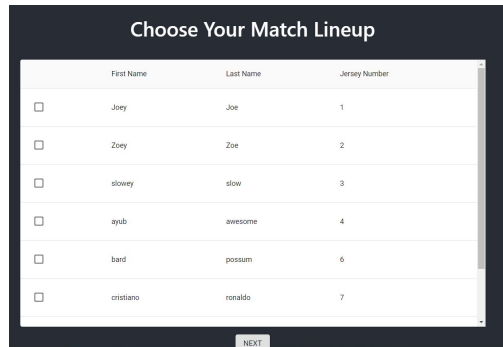 Choose Your Match Lineup
First Name Last Name Jersey Number
Joey Joe 1
Zoey Zoe 2
slowey slow 3
ayub awesome 4
bard possum 6
cristiano ronaldo 7
NEXT